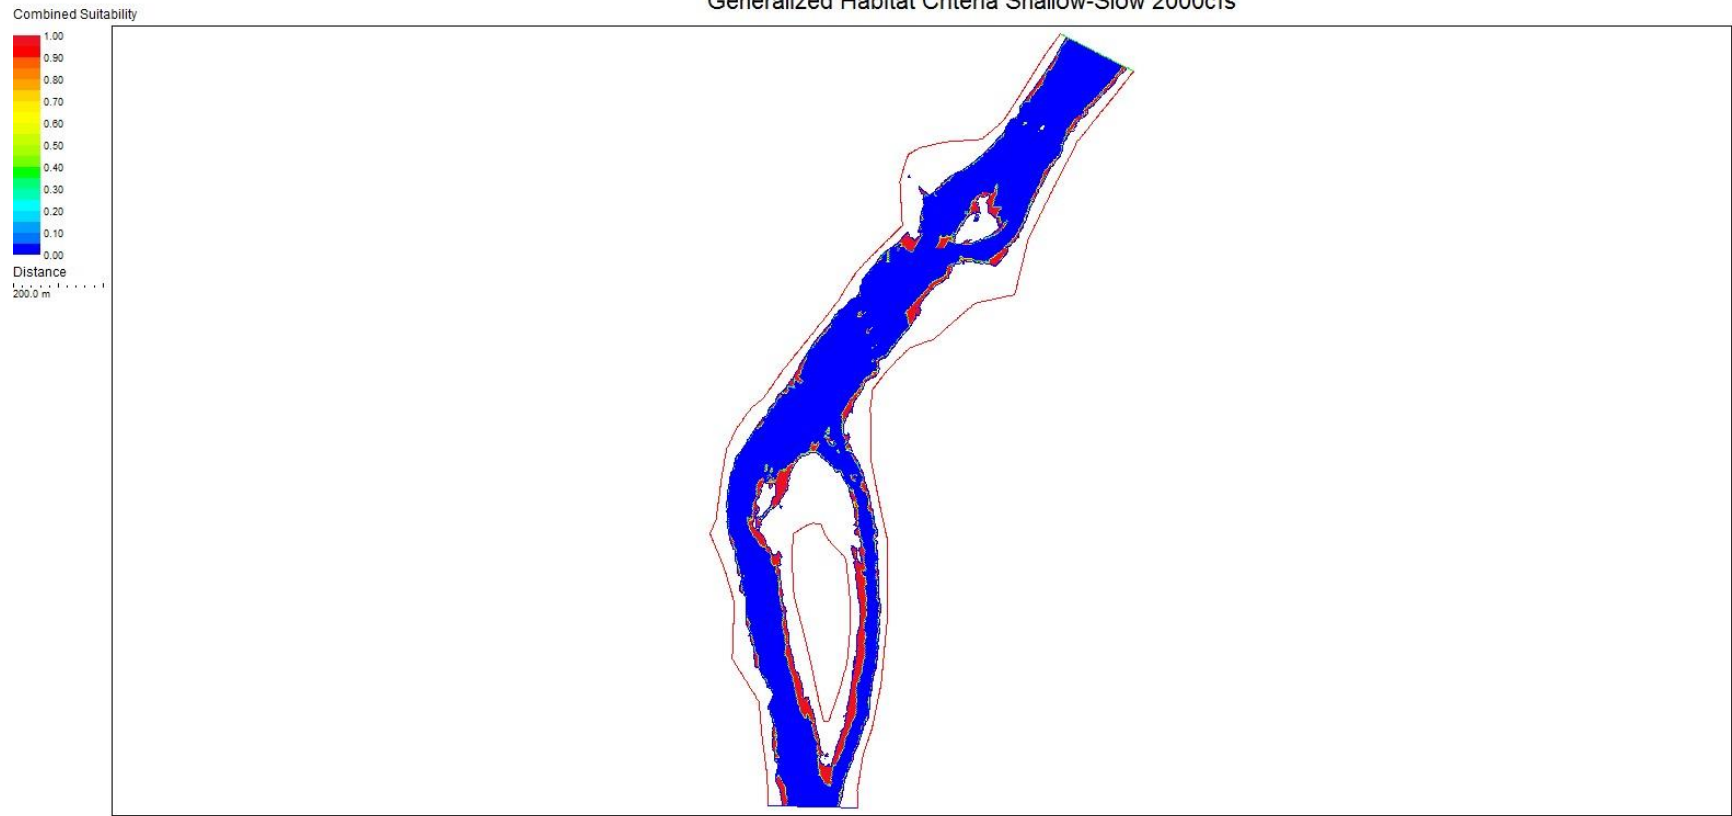 Generalized Habitat Criteria Shallow-Slow 2000cfs
Combined Suitability
1.00
0.90
0.80
0.70
0.60
0.50
0.40
0.30
0.20
0.10
0.00
Distance
200.0 m